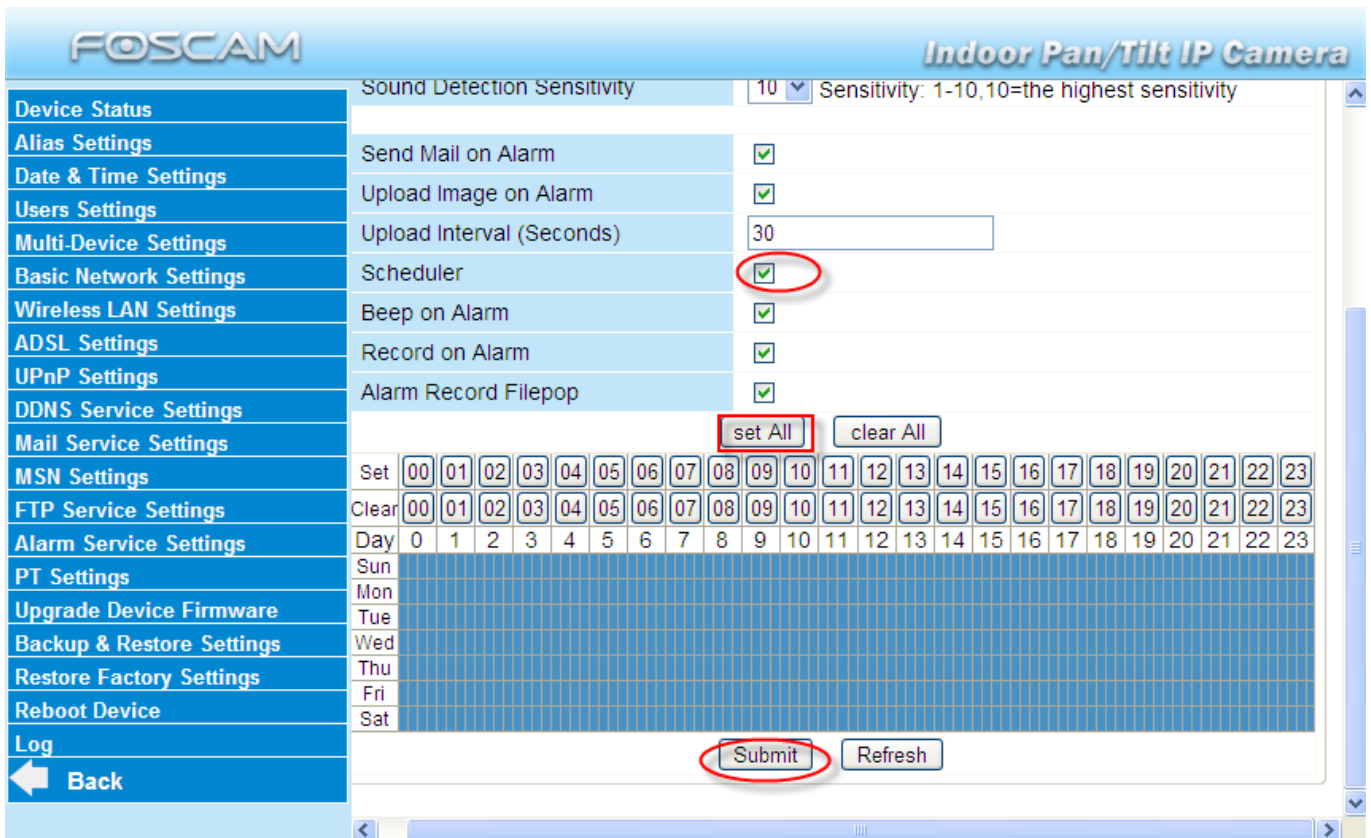 FOSCAM
Indoor Pan/Tilt IP Camera
Device Status
Alias Settings
Date & Time Settings
Users Settings
Multi-Device Settings
Basic Network Settings
Wireless LAN Settings
ADSL Settings
UPnP Settings
DDNS Service Settings
Mail Service Settings
MSN Settings
FTP Service Settings
Alarm Service Settings
PT Settings
Upgrade Device Firmware
Backup & Restore Settings
Restore Factory Settings
Reboot Device
Log
Back
Sound Detection Sensitivity 10 Sensitivity: 1-10,10=the highest sensitivity
Send Mail on Alarm
Upload Image on Alarm
Upload Interval (Seconds) 30
Scheduler
Beep on Alarm
Record on Alarm
Alarm Record Filepop
set All clear All
Set 00 01 02 03 04 05 06 07 08 09 10 11 12 13 14 15 16 17 18 19 20 21 22 23
Clear 00 01 02 03 04 05 06 07 08 09 10 11 12 13 14 15 16 17 18 19 20 21 22 23
Day 0 1 2 3 4 5 6 7 8 9 10 11 12 13 14 15 16 17 18 19 20 21 22 23
Sun
Mon
Tue
Wed
Thu
Fri
Sat
Submit Refresh